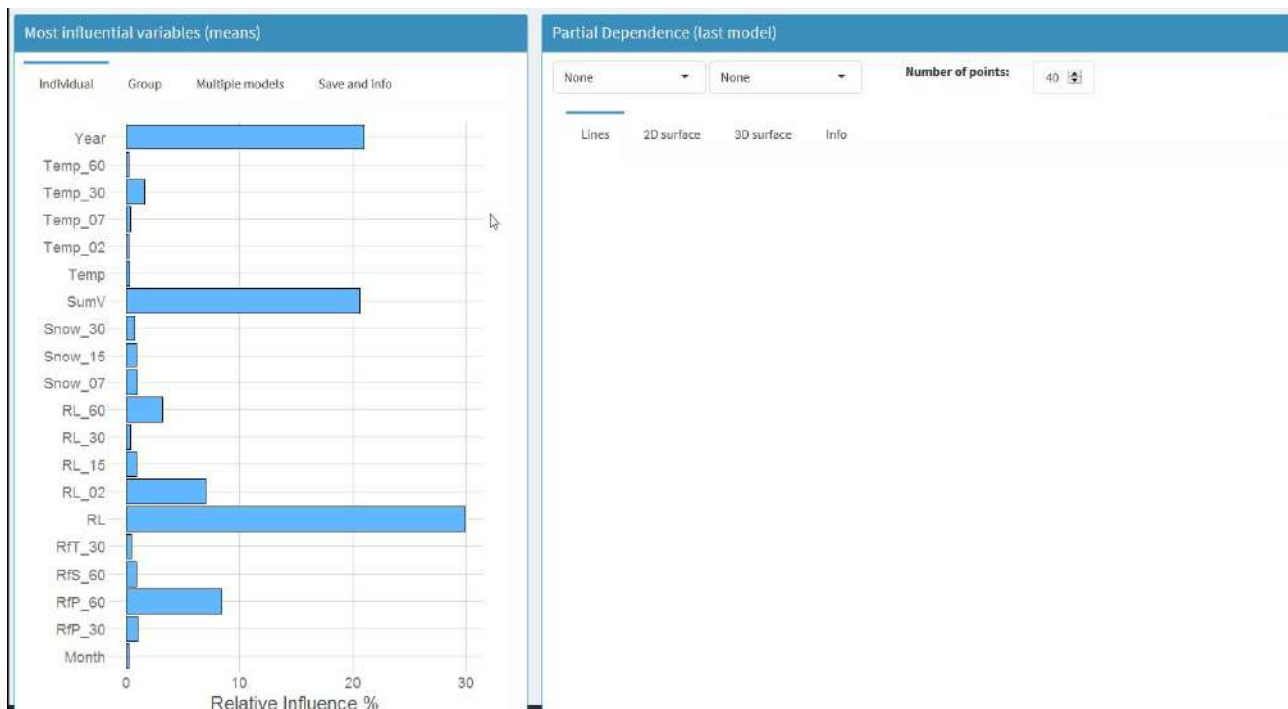 Most influential variables (means)
Individual Group Multiple models Save and info
Year
Temp_60
Temp_30
Temp_07
Temp_02
Temp
SumV
Snow_30
Snow_15
Snow_07
RL_60
RL_30
RL_15
RL_02
RL
RfT_30
RfS_60
RfP_60
RfP_30
Month
0 10 20 30
Relative Influence %
Partial Dependence (last model)
None None Number of points: 40
Lines 2D surface 3D surface Info